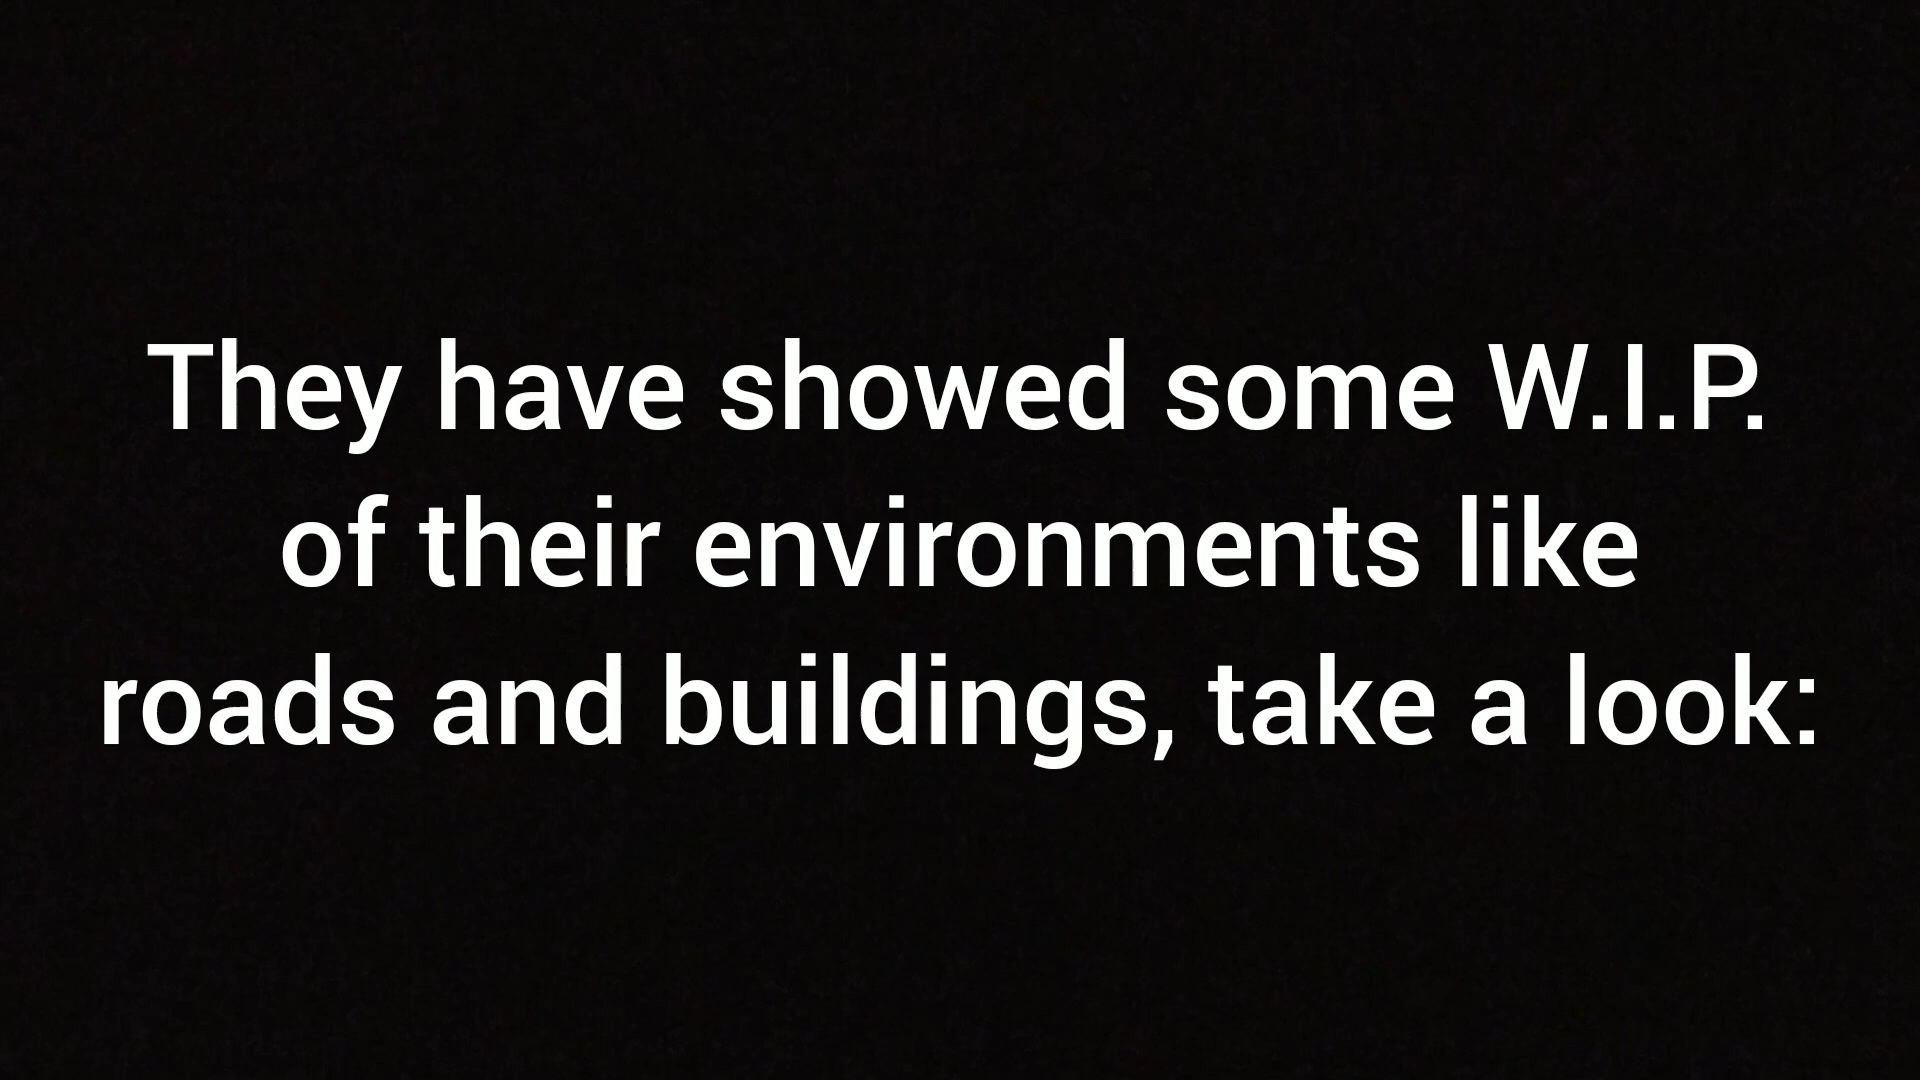 They have showed some W.I.P.
of their environments like
roads and buildings, take a look: